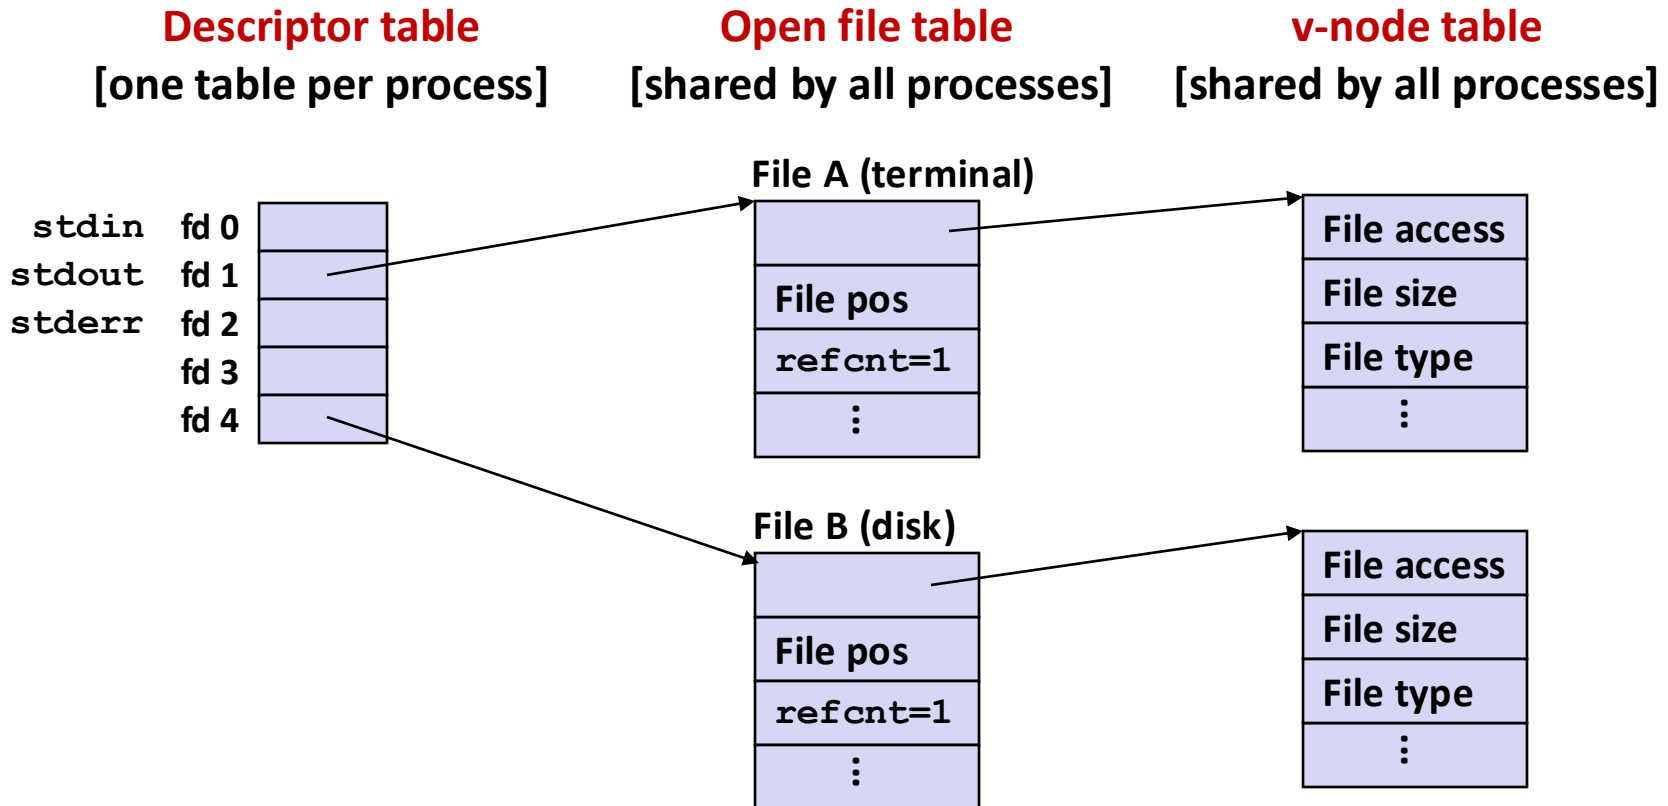 Descriptor table
[one table per process]
Open file table
[shared by all processes]
v-node table
[shared by all processes]
stdin fd 0
stdout fd 1
stderr fd 2
fd 3
fd 4
File A (terminal)
File pos
refcnt=1
⋮
File access
File size
File type
⋮
File B (disk)
File pos
refcnt=1
⋮
File access
File size
File type
⋮